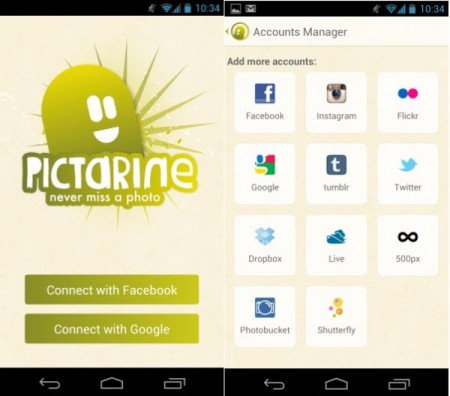 10:34
PICTARINE
never miss a photo
Connect with Facebook
Connect with Google
10:34
Accounts Manager
Add more accounts:
Facebook Instagram Flickr
Google tumblr Twitter
Dropbox Live 500px
Photobucket Shutterfly